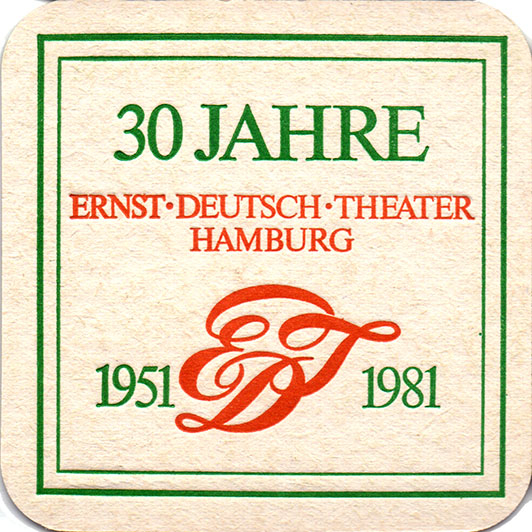 30 JAHRE
ERNST·DEUTSCH·THEATER
HAMBURG
EDT
1951 1981